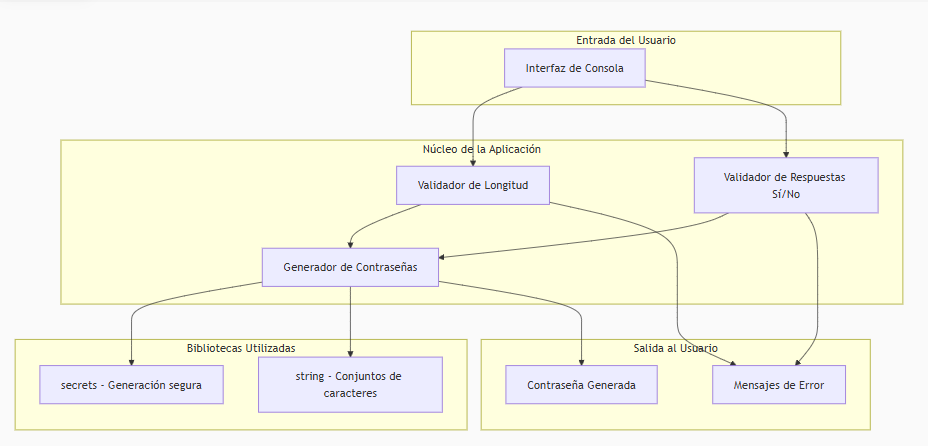 Entrada del Usuario
Interfaz de Consola
Núcleo de la Aplicación
Validador de Longitud
Validador de Respuestas
Sí/No
Generador de Contraseñas
Bibliotecas Utilizadas
secrets - Generación segura
string - Conjuntos de
caracteres
Salida al Usuario
Contraseña Generada
Mensajes de Error